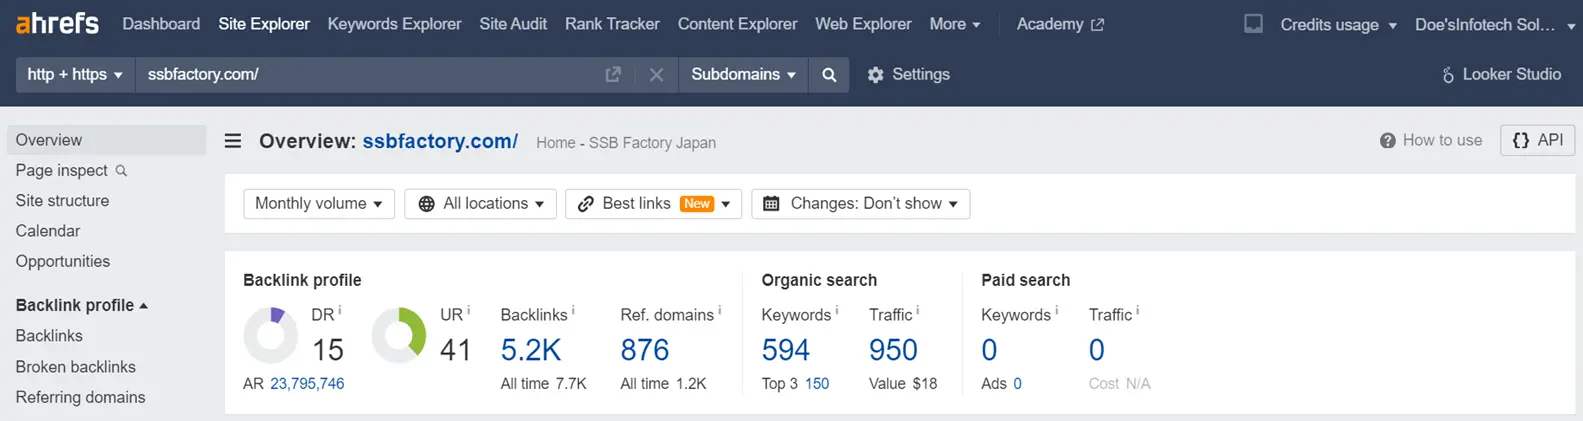 ahrefs Dashboard Site Explorer Keywords Explorer Site Audit Rank Tracker Content Explorer Web Explorer More Academy Credits usage Doe'sInfotech Sol...
http + https ssbfactory.com/ Subdomains Settings Looker Studio
Overview
Page inspect
Site structure
Calendar
Opportunities
Backlink profile
Backlinks
Broken backlinks
Referring domains
Overview: ssbfactory.com/ Home - SSB Factory Japan How to use {} API
Monthly volume All locations Best links New Changes: Don't show
Backlink profile
DR i UR i Backlinks i Ref. domains i
15 41 5.2K 876
AR 23,795,746 All time 7.7K All time 1.2K
Organic search
Keywords i Traffic i
594 950
Top 3 150 Value $18
Paid search
Keywords i Traffic i
0 0
Ads 0 Cost N/A